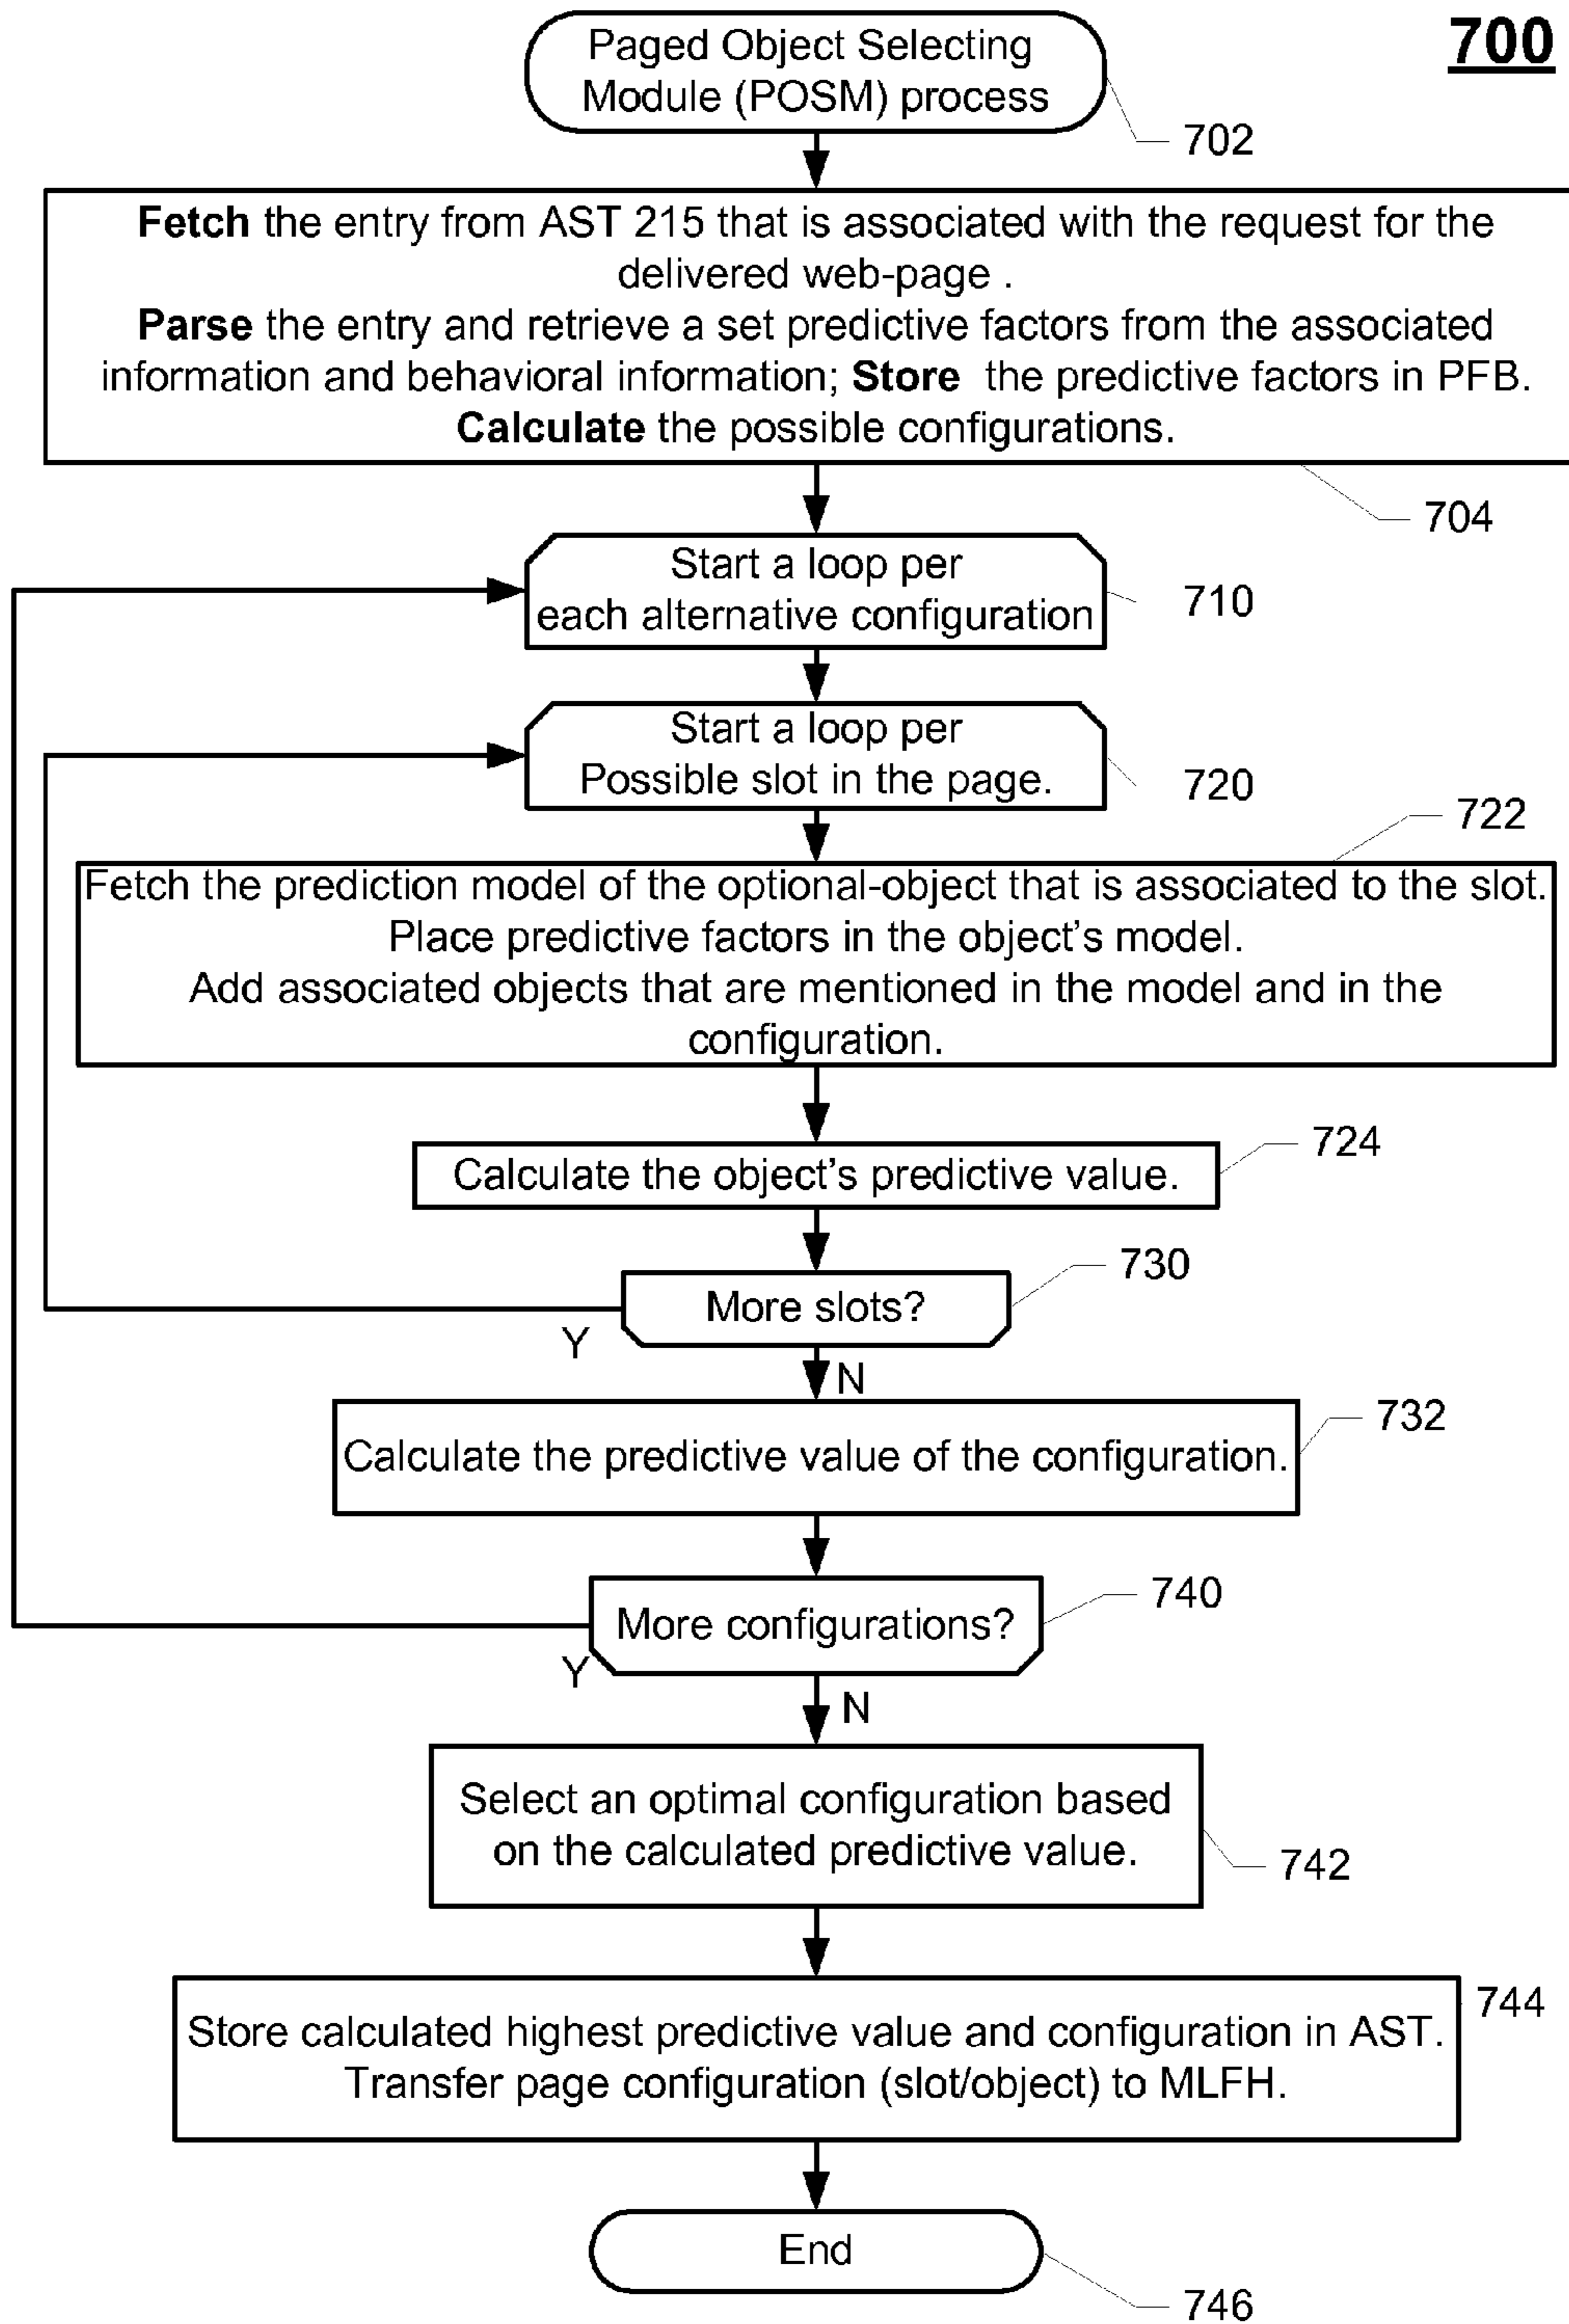 700
Paged Object Selecting
Module (POSM) process
702
Fetch the entry from AST 215 that is associated with the request for the
delivered web-page .
Parse the entry and retrieve a set predictive factors from the associated
information and behavioral information; Store the predictive factors in PFB.
Calculate the possible configurations.
704
Start a loop per
each alternative configuration
710
Start a loop per
Possible slot in the page.
720
722
Fetch the prediction model of the optional-object that is associated to the slot.
Place predictive factors in the object's model.
Add associated objects that are mentioned in the model and in the
configuration.
724
Calculate the object's predictive value.
730
More slots?
Y
N
732
Calculate the predictive value of the configuration.
740
More configurations?
Y
N
Select an optimal configuration based
on the calculated predictive value.
742
744
Store calculated highest predictive value and configuration in AST.
Transfer page configuration (slot/object) to MLFH.
End
746